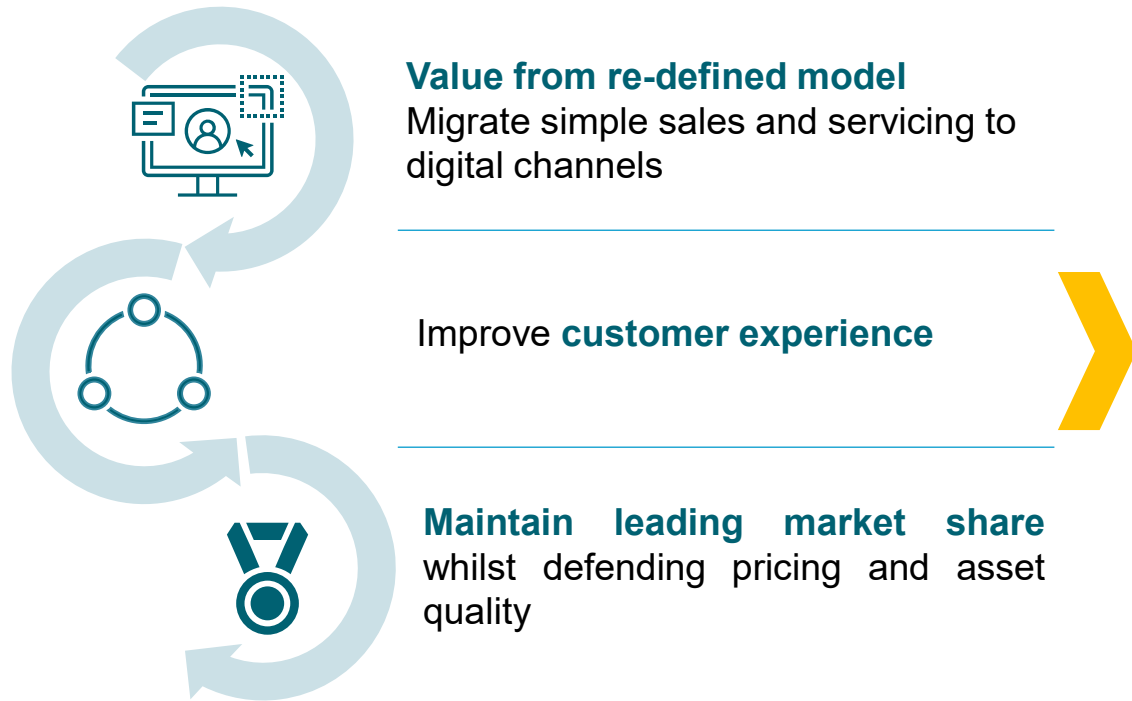 Value from re-defined model
Migrate simple sales and servicing to
digital channels
Improve customer experience
Maintain leading market share
whilst defending pricing and asset
quality